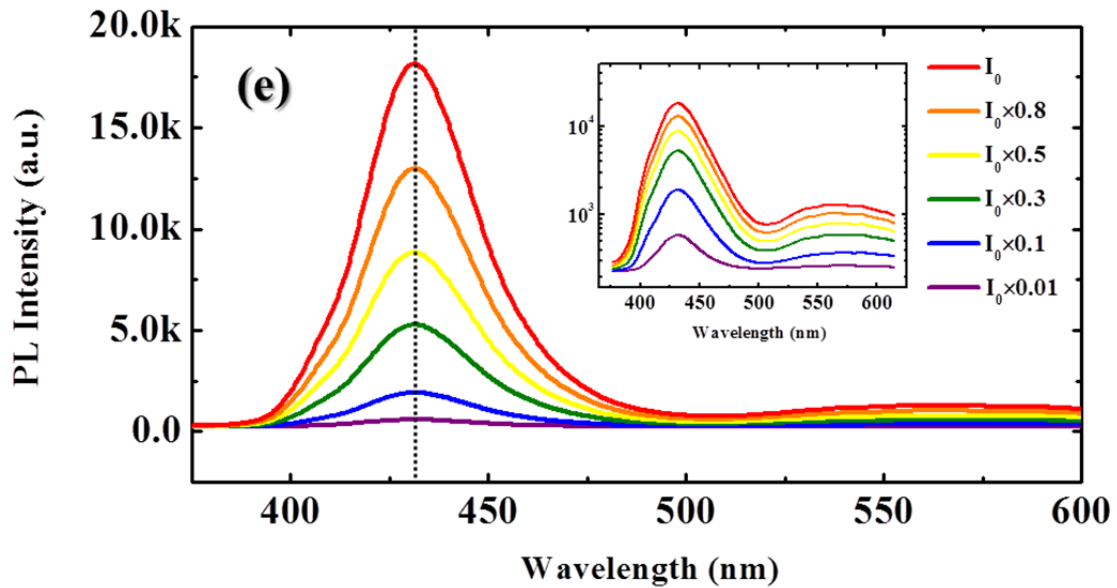 (e)
PL Intensity (a.u.)
20.0k
15.0k
10.0k
5.0k
0.0
400 450 500 550 600
Wavelength (nm)
10⁴
10³
400 450 500 550 600
Wavelength (nm)
I₀
I₀×0.8
I₀×0.5
I₀×0.3
I₀×0.1
I₀×0.01